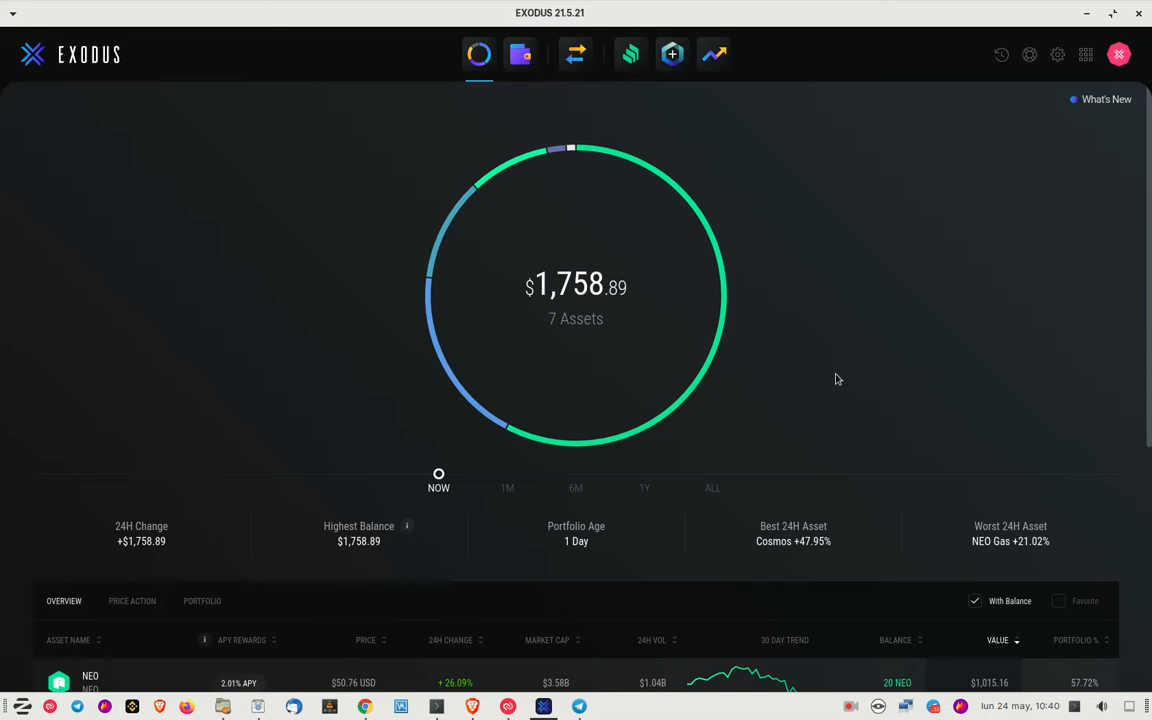 EXODUS 21.5.21
EXODUS
What's New
$1,758.89
7 Assets
NOW 1M 6M 1Y ALL
24H Change Highest Balance Portfolio Age Best 24H Asset Worst 24H Asset
+$1,758.89 $1,758.89 1 Day Cosmos +47.95% NEO Gas +21.02%
OVERVIEW PRICE ACTION PORTFOLIO With Balance Favorite
ASSET NAME APY REWARDS PRICE 24H CHANGE MARKET CAP 24H VOL 30 DAY TREND BALANCE VALUE PORTFOLIO %
NEO
NEO 2.01% APY $50.76 USD + 26.09% $3.58B $1.04B 20 NEO $1,015.16 57.72%
lun 24 may, 10:40